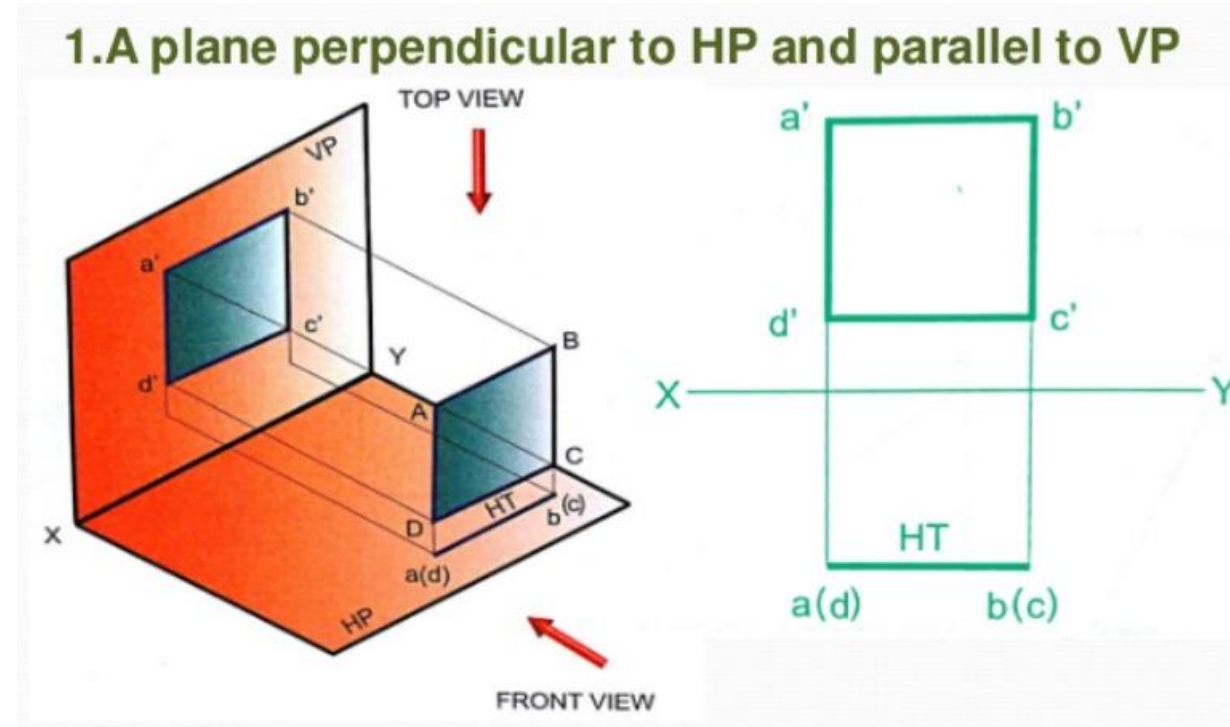 1.A plane perpendicular to HP and parallel to VP
TOP VIEW
VP
b'
a'
c'
d'
Y
B
A
C
D
HT
b(c)
a(d)
X
HP
FRONT VIEW
a'
b'
d'
c'
X
Y
HT
a(d)
b(c)